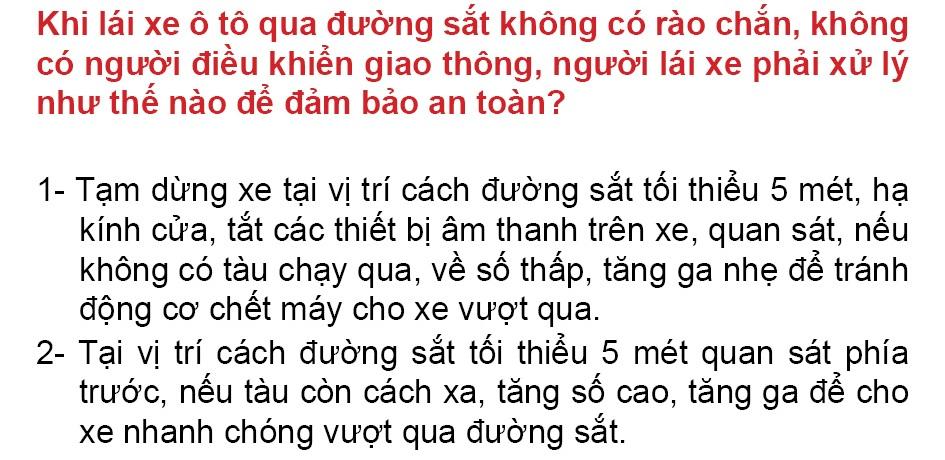 Khi lái xe ô tô qua đường sắt không có rào chắn, không
có người điều khiển giao thông, người lái xe phải xử lý
như thế nào để đảm bảo an toàn?
1- Tạm dừng xe tại vị trí cách đường sắt tối thiểu 5 mét, hạ
kính cửa, tắt các thiết bị âm thanh trên xe, quan sát, nếu
không có tàu chạy qua, về số thấp, tăng ga nhẹ để tránh
động cơ chết máy cho xe vượt qua.
2- Tại vị trí cách đường sắt tối thiểu 5 mét quan sát phía
trước, nếu tàu còn cách xa, tăng số cao, tăng ga để cho
xe nhanh chóng vượt qua đường sắt.